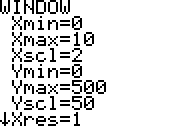 WINDOW
Xmin=0
Xmax=10
Xscl=2
Ymin=0
Ymax=500
Yscl=50
↓Xres=1